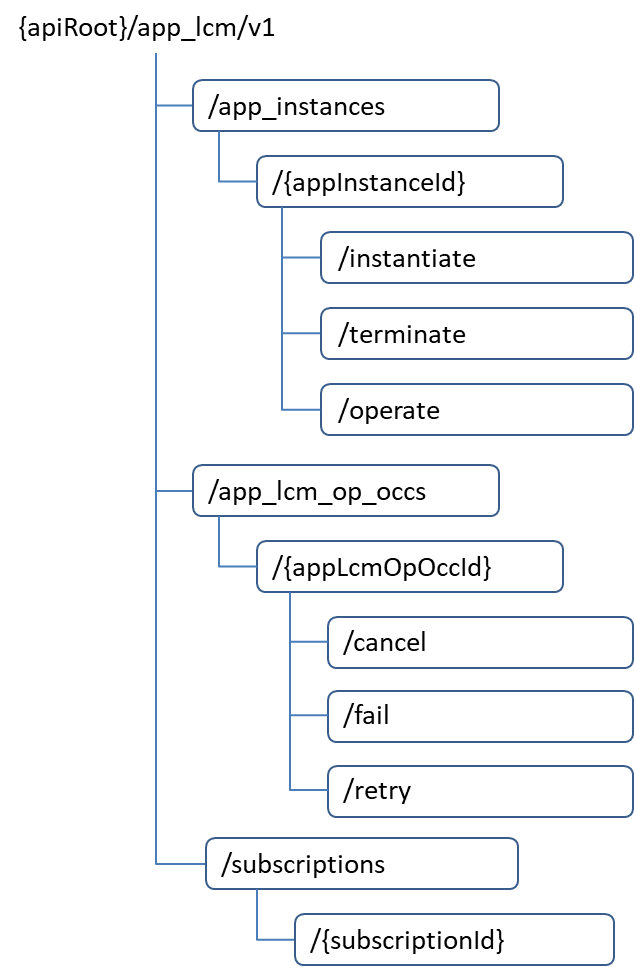 {apiRoot}/app_lcm/v1
/app_instances
/{appInstanceId}
/instantiate
/terminate
/operate
/app_lcm_op_occs
/{appLcmOpOccId}
/cancel
/fail
/retry
/subscriptions
/{subscriptionId}